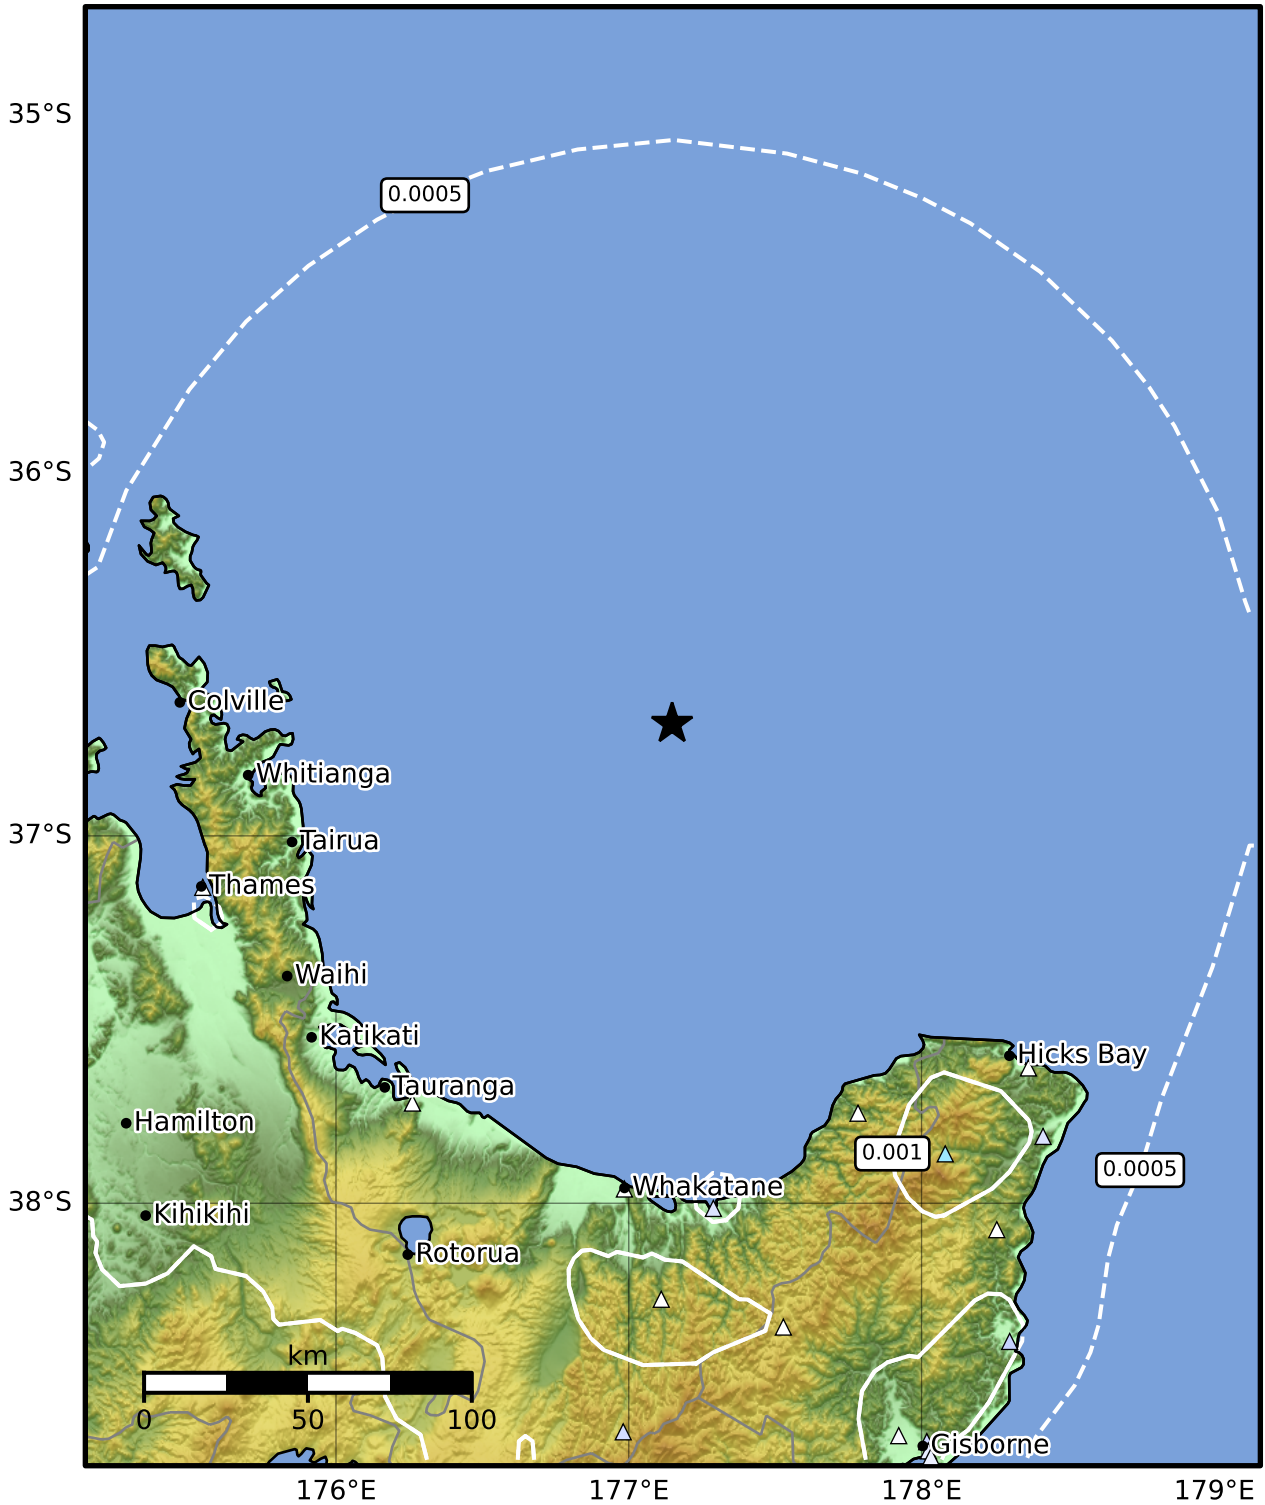 35°S
0.0005
36°S
Colville
Whitianga
37°S
Tairua
Thames
Waihi
Katikati
Hicks Bay
Tauranga
Hamilton
0.001
0.0005
Whakatane
38°S
Kihikihi
Rotorua
km
0 50 100
Gisborne
176°E 177°E 178°E 179°E